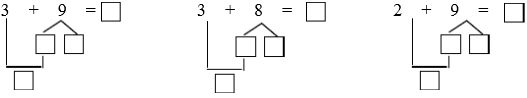 3 + 9 = □ 3 + 8 = □ 2 + 9 = □